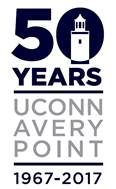 50
YEARS
UCONN
AVERY
POINT
1967-2017